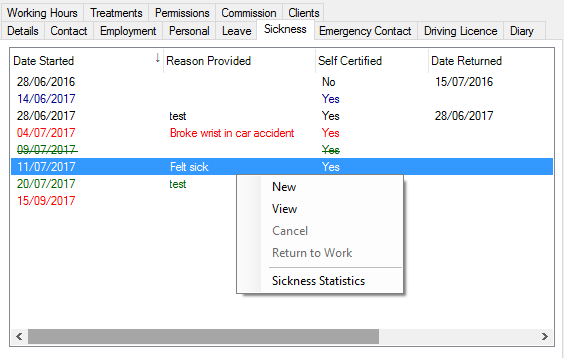 Working Hours Treatments Permissions Commission Clients
Details Contact Employment Personal Leave Sickness Emergency Contact Driving Licence Diary
Date Started ↓ Reason Provided Self Certified Date Returned
28/06/2016 No 15/07/2016
14/06/2017 Yes
28/06/2017 test Yes 28/06/2017
04/07/2017 Broke wrist in car accident Yes
09/07/2017 Yes
11/07/2017 Felt sick Yes
20/07/2017 test
15/09/2017
New
View
Cancel
Return to Work
Sickness Statistics